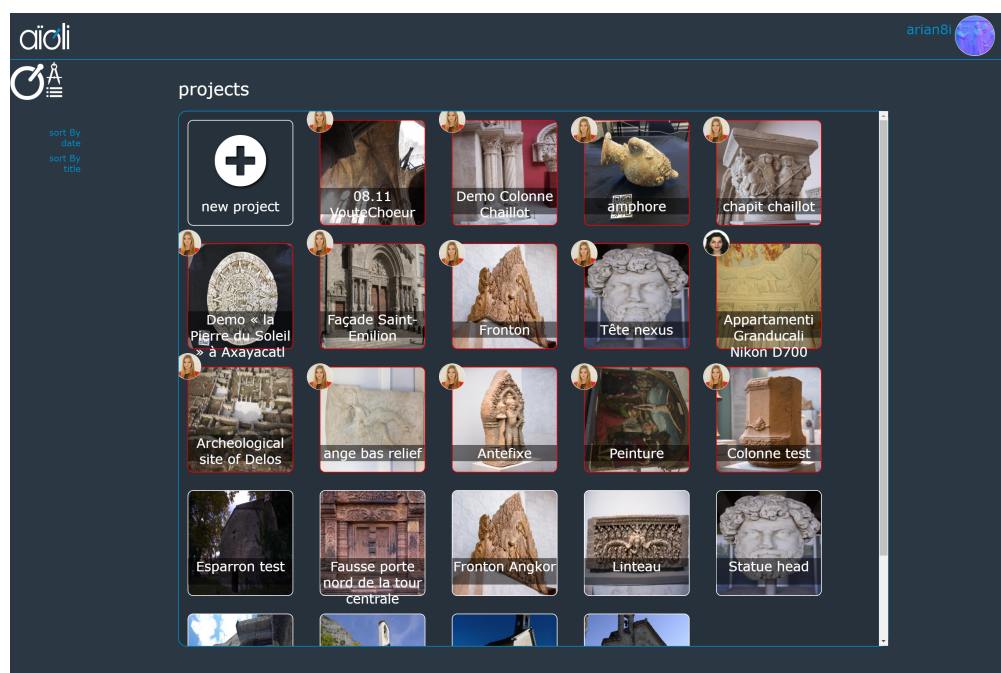 aïoli
arian8i
projects
sort By
date
sort By
title
new project
08.11
VouteChoeur
Demo Colonne
Chaillot
amphore
chapit chaillot
Demo « la
Pierre du Soleil
» à Axayacatl
Façade Saint-
Emilion
Fronton
Tête nexus
Appartamenti
Granducali
Nikon D700
Archeological
site of Delos
ange bas relief
Antefixe
Peinture
Colonne test
Esparron test
Fausse porte
nord de la tour
centrale
Fronton Angkor
Linteau
Statue head